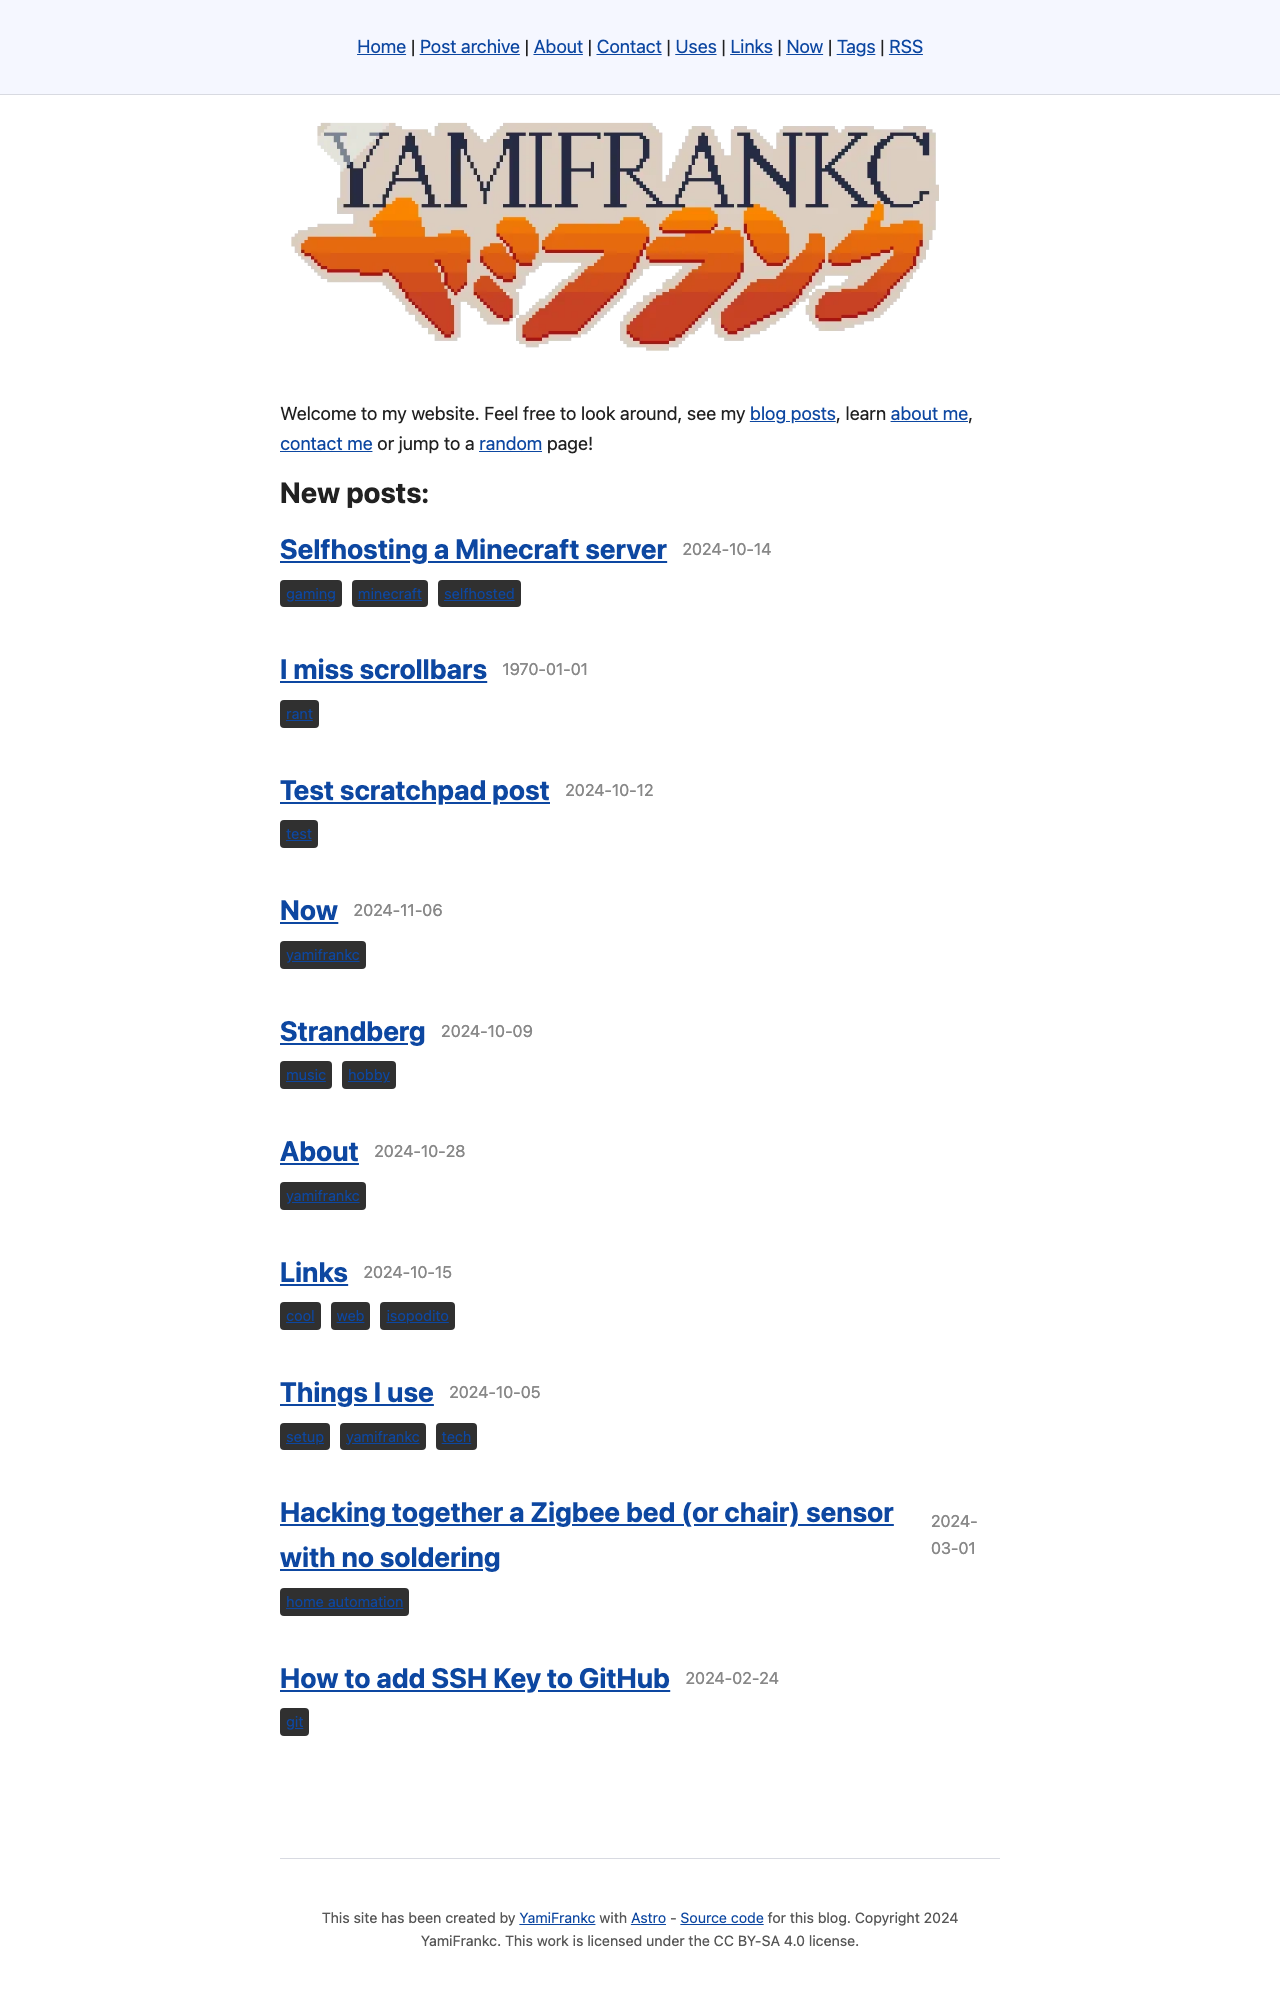 Home | Post archive | About | Contact | Uses | Links | Now | Tags | RSS
YAMIFRANKC
ヤミフランク
Welcome to my website. Feel free to look around, see my blog posts, learn about me,
contact me or jump to a random page!
New posts:
Selfhosting a Minecraft server 2024-10-14
gaming minecraft selfhosted
I miss scrollbars 1970-01-01
rant
Test scratchpad post 2024-10-12
test
Now 2024-11-06
yamifrankc
Strandberg 2024-10-09
music hobby
About 2024-10-28
yamifrankc
Links 2024-10-15
cool web isopodito
Things I use 2024-10-05
setup yamifrankc tech
Hacking together a Zigbee bed (or chair) sensor
with no soldering
2024-
03-01
home automation
How to add SSH Key to GitHub 2024-02-24
git
This site has been created by YamiFrankc with Astro - Source code for this blog. Copyright 2024
YamiFrankc. This work is licensed under the CC BY-SA 4.0 license.